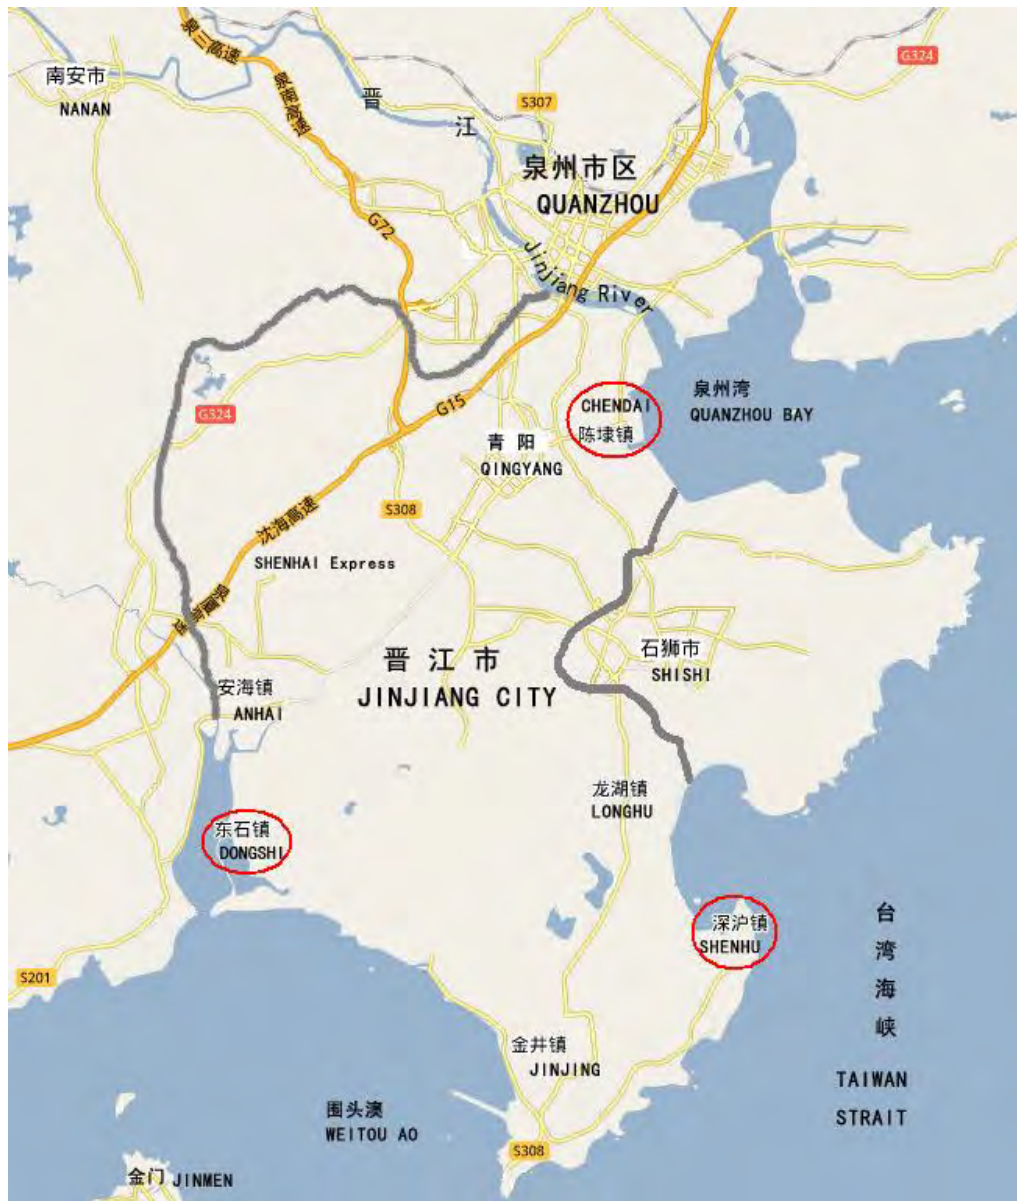 泉三高速
G324
南安市
NANAN
泉南高速
晋
江
S307
泉州市区
QUANZHOU
G72
Jinjiang River
泉州湾
QUANZHOU BAY
CHENDAI
陈埭镇
G324
G15
青 阳
QINGYANG
S308
沈海高速
SHENHAI Express
晋 江 市
JINJIANG CITY
石狮市
SHISHI
安海镇
ANHAI
龙湖镇
LONGHU
东石镇
DONGSHI
深沪镇
SHENHU
台
湾
海
峡
TAIWAN
STRAIT
S201
金井镇
JINJING
围头澳
WEITOU AO
S308
金门 JINMEN